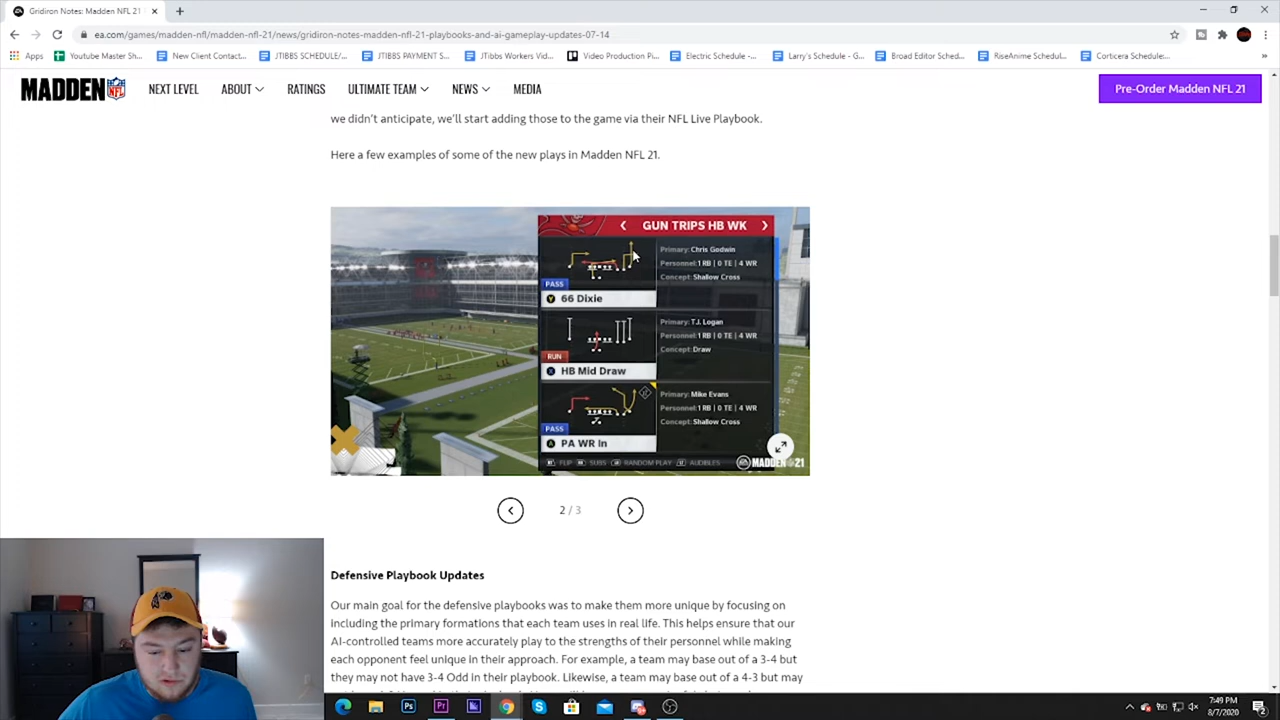 Gridiron Notes: Madden NFL 21
ea.com/games/madden-nfl/madden-nfl-21/news/gridiron-notes-madden-nfl-21-playbooks-and-ai-gameplay-updates-07-14
Apps
Youtube Master Sh...
New Client Contact...
JTIBBS SCHEDULE/...
JTIBBS PAYMENT S...
JTibbs Workers Vid...
Video Production Pi...
Electric Schedule -...
Larry's Schedule - G...
Broad Editor Sched...
RiseAnime Schedul...
Corticera Schedule:...
MADDEN NFL
NEXT LEVEL
ABOUT
RATINGS
ULTIMATE TEAM
NEWS
MEDIA
Pre-Order Madden NFL 21
we didn't anticipate, we'll start adding those to the game via their NFL Live Playbook.
Here a few examples of some of the new plays in Madden NFL 21.
GUN TRIPS HB WK
Primary: Chris Godwin
Personnel: 1 RB | 0 TE | 4 WR
Concept: Shallow Cross
PASS
Y 66 Dixie
Primary: T.J. Logan
Personnel: 1 RB | 0 TE | 4 WR
Concept: Draw
RUN
X HB Mid Draw
Primary: Mike Evans
Personnel: 1 RB | 0 TE | 4 WR
Concept: Shallow Cross
PASS
A PA WR In
FLIP
SUBS
RANDOM PLAY
AUDIBLES
EA MADDEN 21
2 / 3
Defensive Playbook Updates
Our main goal for the defensive playbooks was to make them more unique by focusing on
including the primary formations that each team uses in real life. This helps ensure that our
AI-controlled teams more accurately play to the strengths of their personnel while making
each opponent feel unique in their approach. For example, a team may base out of a 3-4 but
they may not have 3-4 Odd in their playbook. Likewise, a team may base out of a 4-3 but may
7:49 PM
8/7/2020